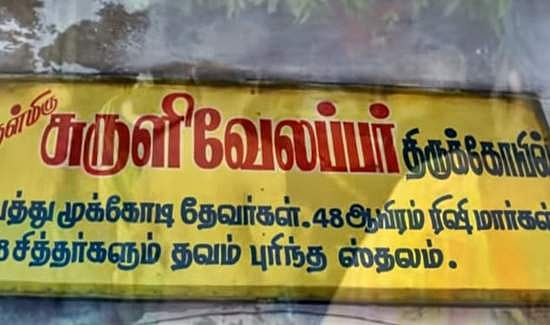 சுருளிவேலப்பர் திருக்கோயில்
முக்கோடி தேவர்கள். 48 ஆயிரம் ரிஷிமார்கள்
சித்தர்களும் தவம் புரிந்த ஸ்தலம்.